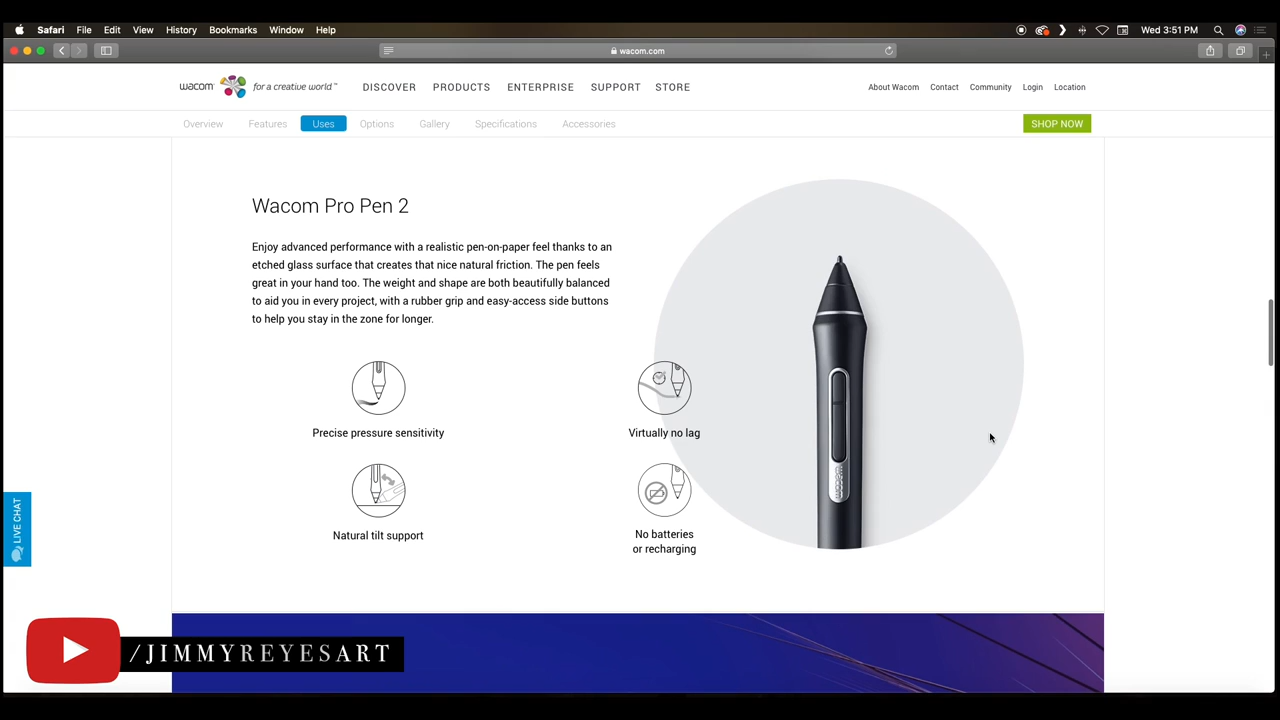 Safari File Edit View History Bookmarks Window Help Wed 3:51 PM
wacom.com
wacom for a creative world™ DISCOVER PRODUCTS ENTERPRISE SUPPORT STORE About Wacom Contact Community Login Location
Overview Features Uses Options Gallery Specifications Accessories SHOP NOW
Wacom Pro Pen 2
Enjoy advanced performance with a realistic pen-on-paper feel thanks to an
etched glass surface that creates that nice natural friction. The pen feels
great in your hand too. The weight and shape are both beautifully balanced
to aid you in every project, with a rubber grip and easy-access side buttons
to help you stay in the zone for longer.
Precise pressure sensitivity
Virtually no lag
Natural tilt support
No batteries
or recharging
wacom
LIVE CHAT
/JIMMYREYESART